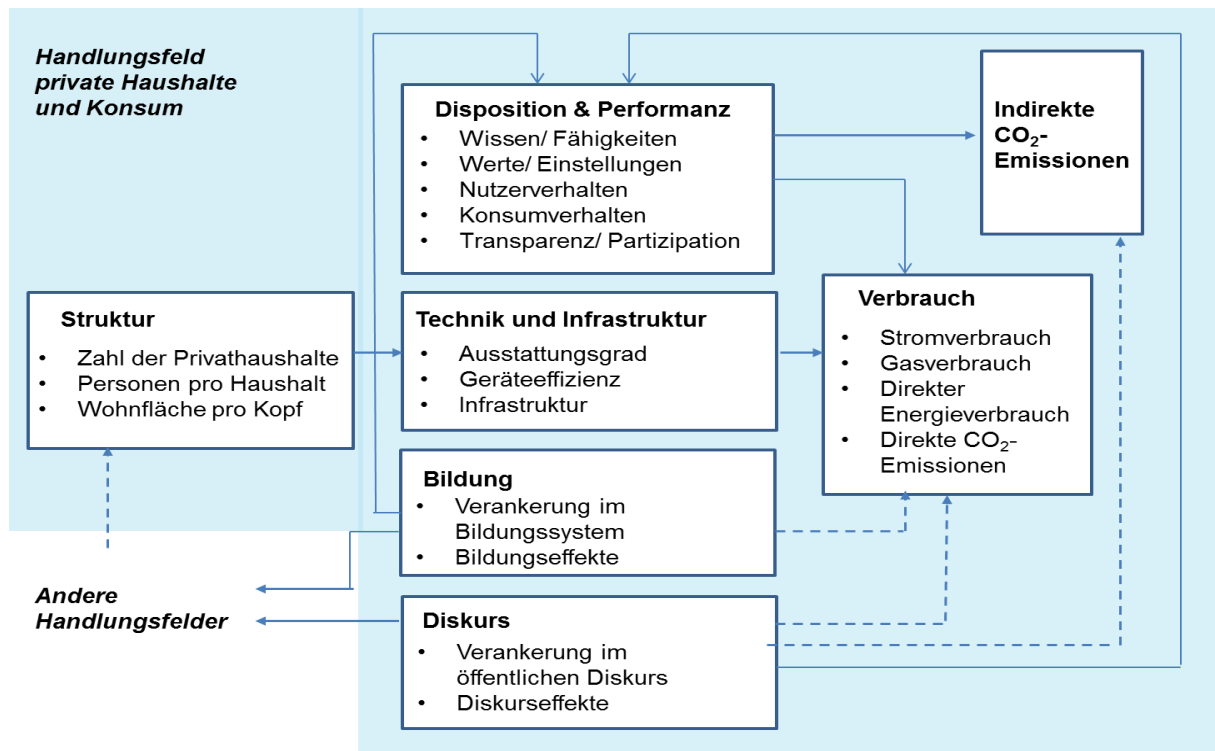 Handlungsfeld
private Haushalte
und Konsum
Disposition & Performanz
• Wissen/ Fähigkeiten
• Werte/ Einstellungen
• Nutzerverhalten
• Konsumverhalten
• Transparenz/ Partizipation
Indirekte
CO₂-
Emissionen
Struktur
• Zahl der Privathaushalte
• Personen pro Haushalt
• Wohnfläche pro Kopf
Technik und Infrastruktur
• Ausstattungsgrad
• Geräteeffizienz
• Infrastruktur
Verbrauch
• Stromverbrauch
• Gasverbrauch
• Direkter
Energieverbrauch
• Direkte CO₂-
Emissionen
Bildung
• Verankerung im
Bildungssystem
• Bildungseffekte
Andere
Handlungsfelder
Diskurs
• Verankerung im
öffentlichen Diskurs
• Diskurseffekte